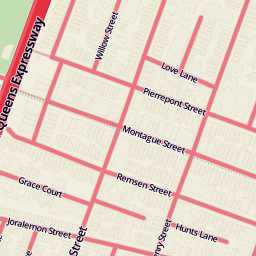 Willow Street
Love Lane
Queens Expressway
Pierrepont Street
Montague Street
Remsen Street
Grace Court
Joralemon Street
Hunts Lane
Street